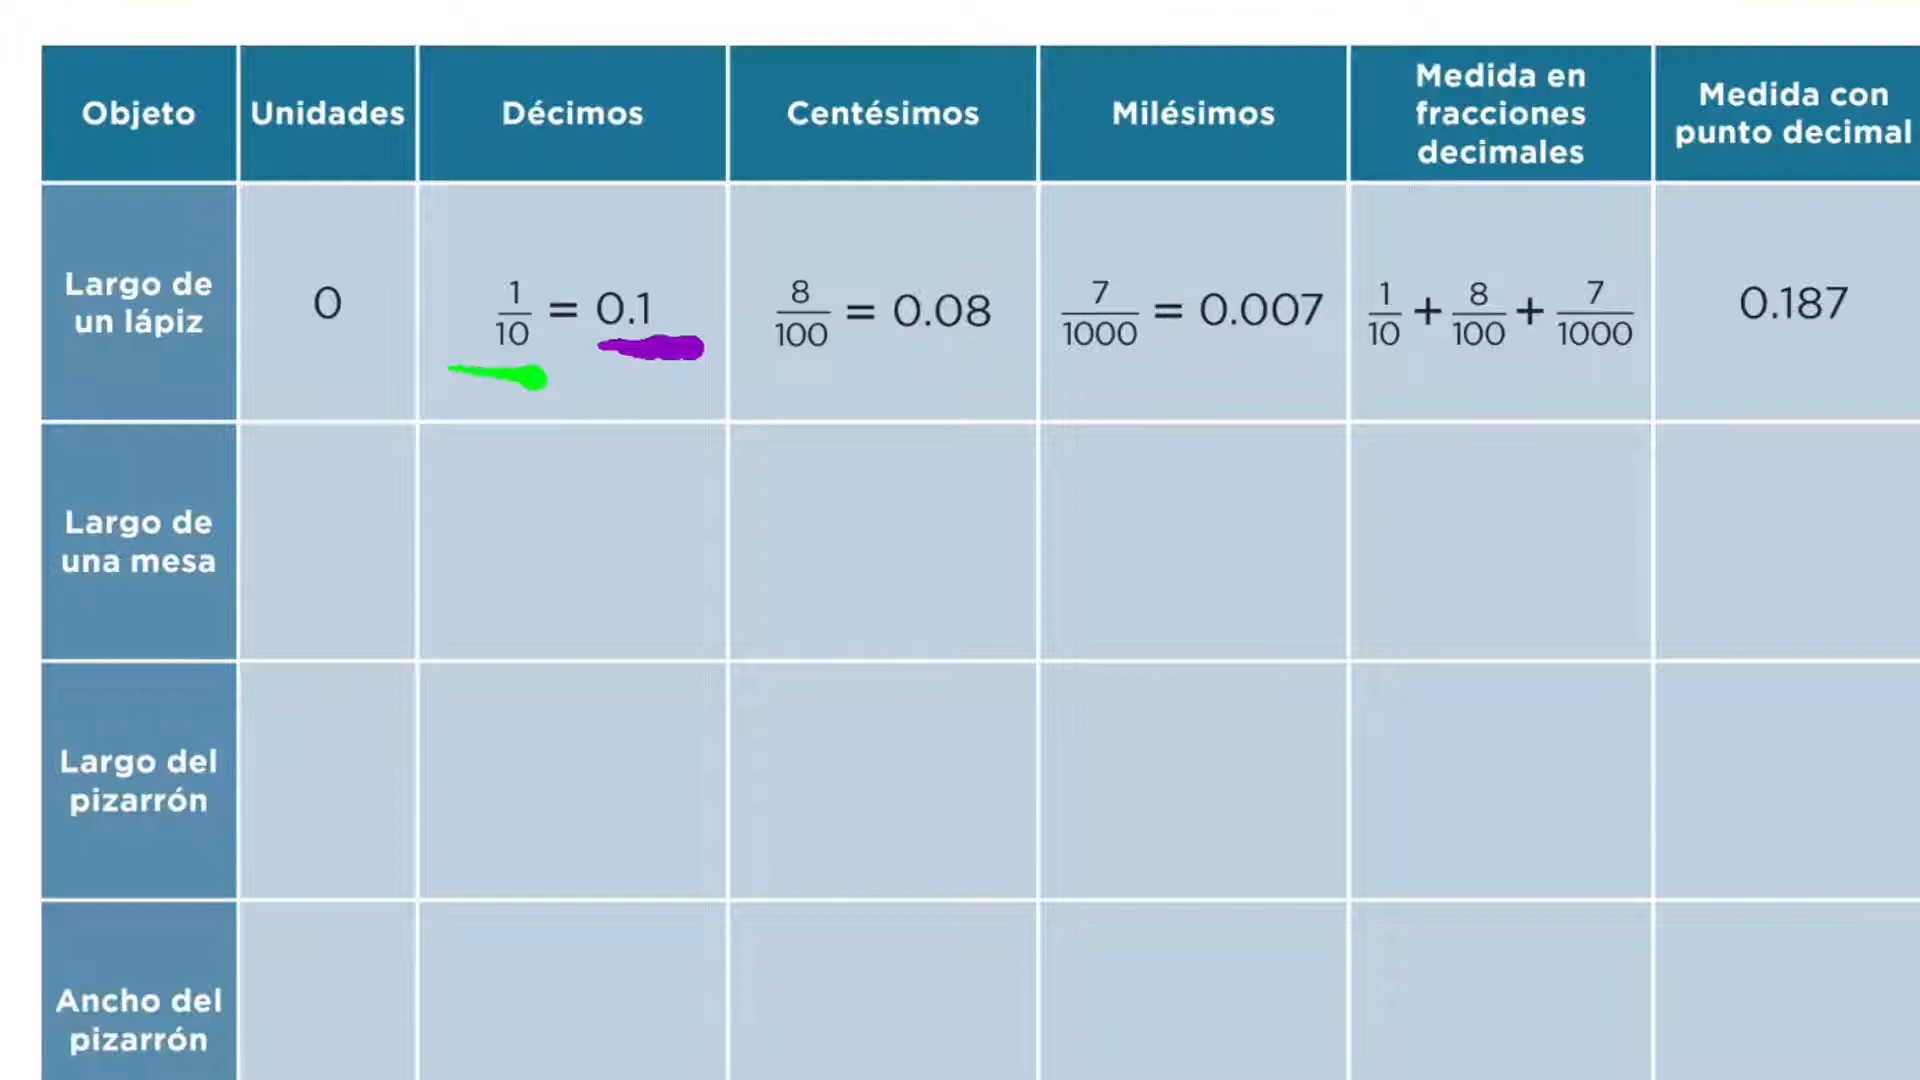 Objeto Unidades Décimos Centésimos Milésimos Medida en fracciones decimales Medida con punto decimal
Largo de un lápiz 0 1/10 = 0.1 8/100 = 0.08 7/1000 = 0.007 1/10 + 8/100 + 7/1000 0.187
Largo de una mesa
Largo del pizarrón
Ancho del pizarrón